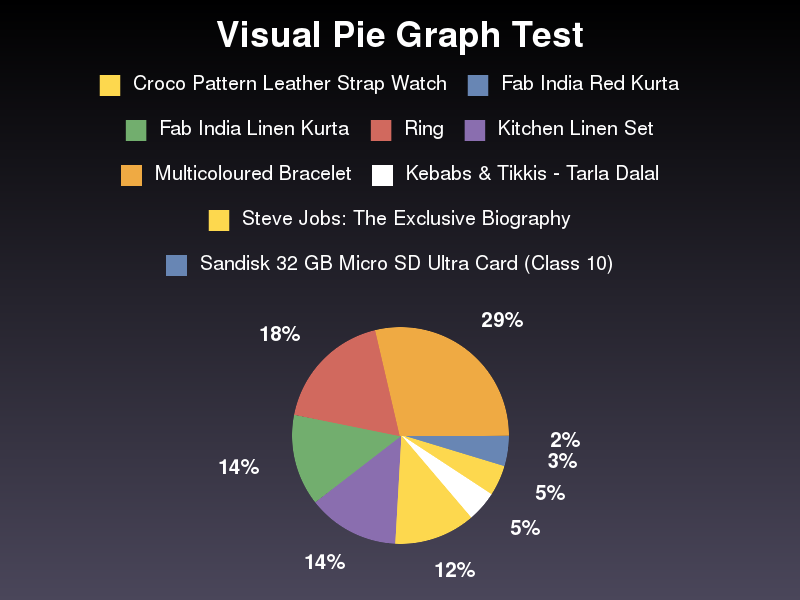 Visual Pie Graph Test
Croco Pattern Leather Strap Watch Fab India Red Kurta
Fab India Linen Kurta Ring Kitchen Linen Set
Multicoloured Bracelet Kebabs & Tikkis - Tarla Dalal
Steve Jobs: The Exclusive Biography
Sandisk 32 GB Micro SD Ultra Card (Class 10)
29%
18%
2%
3%
14%
5%
5%
14%
12%